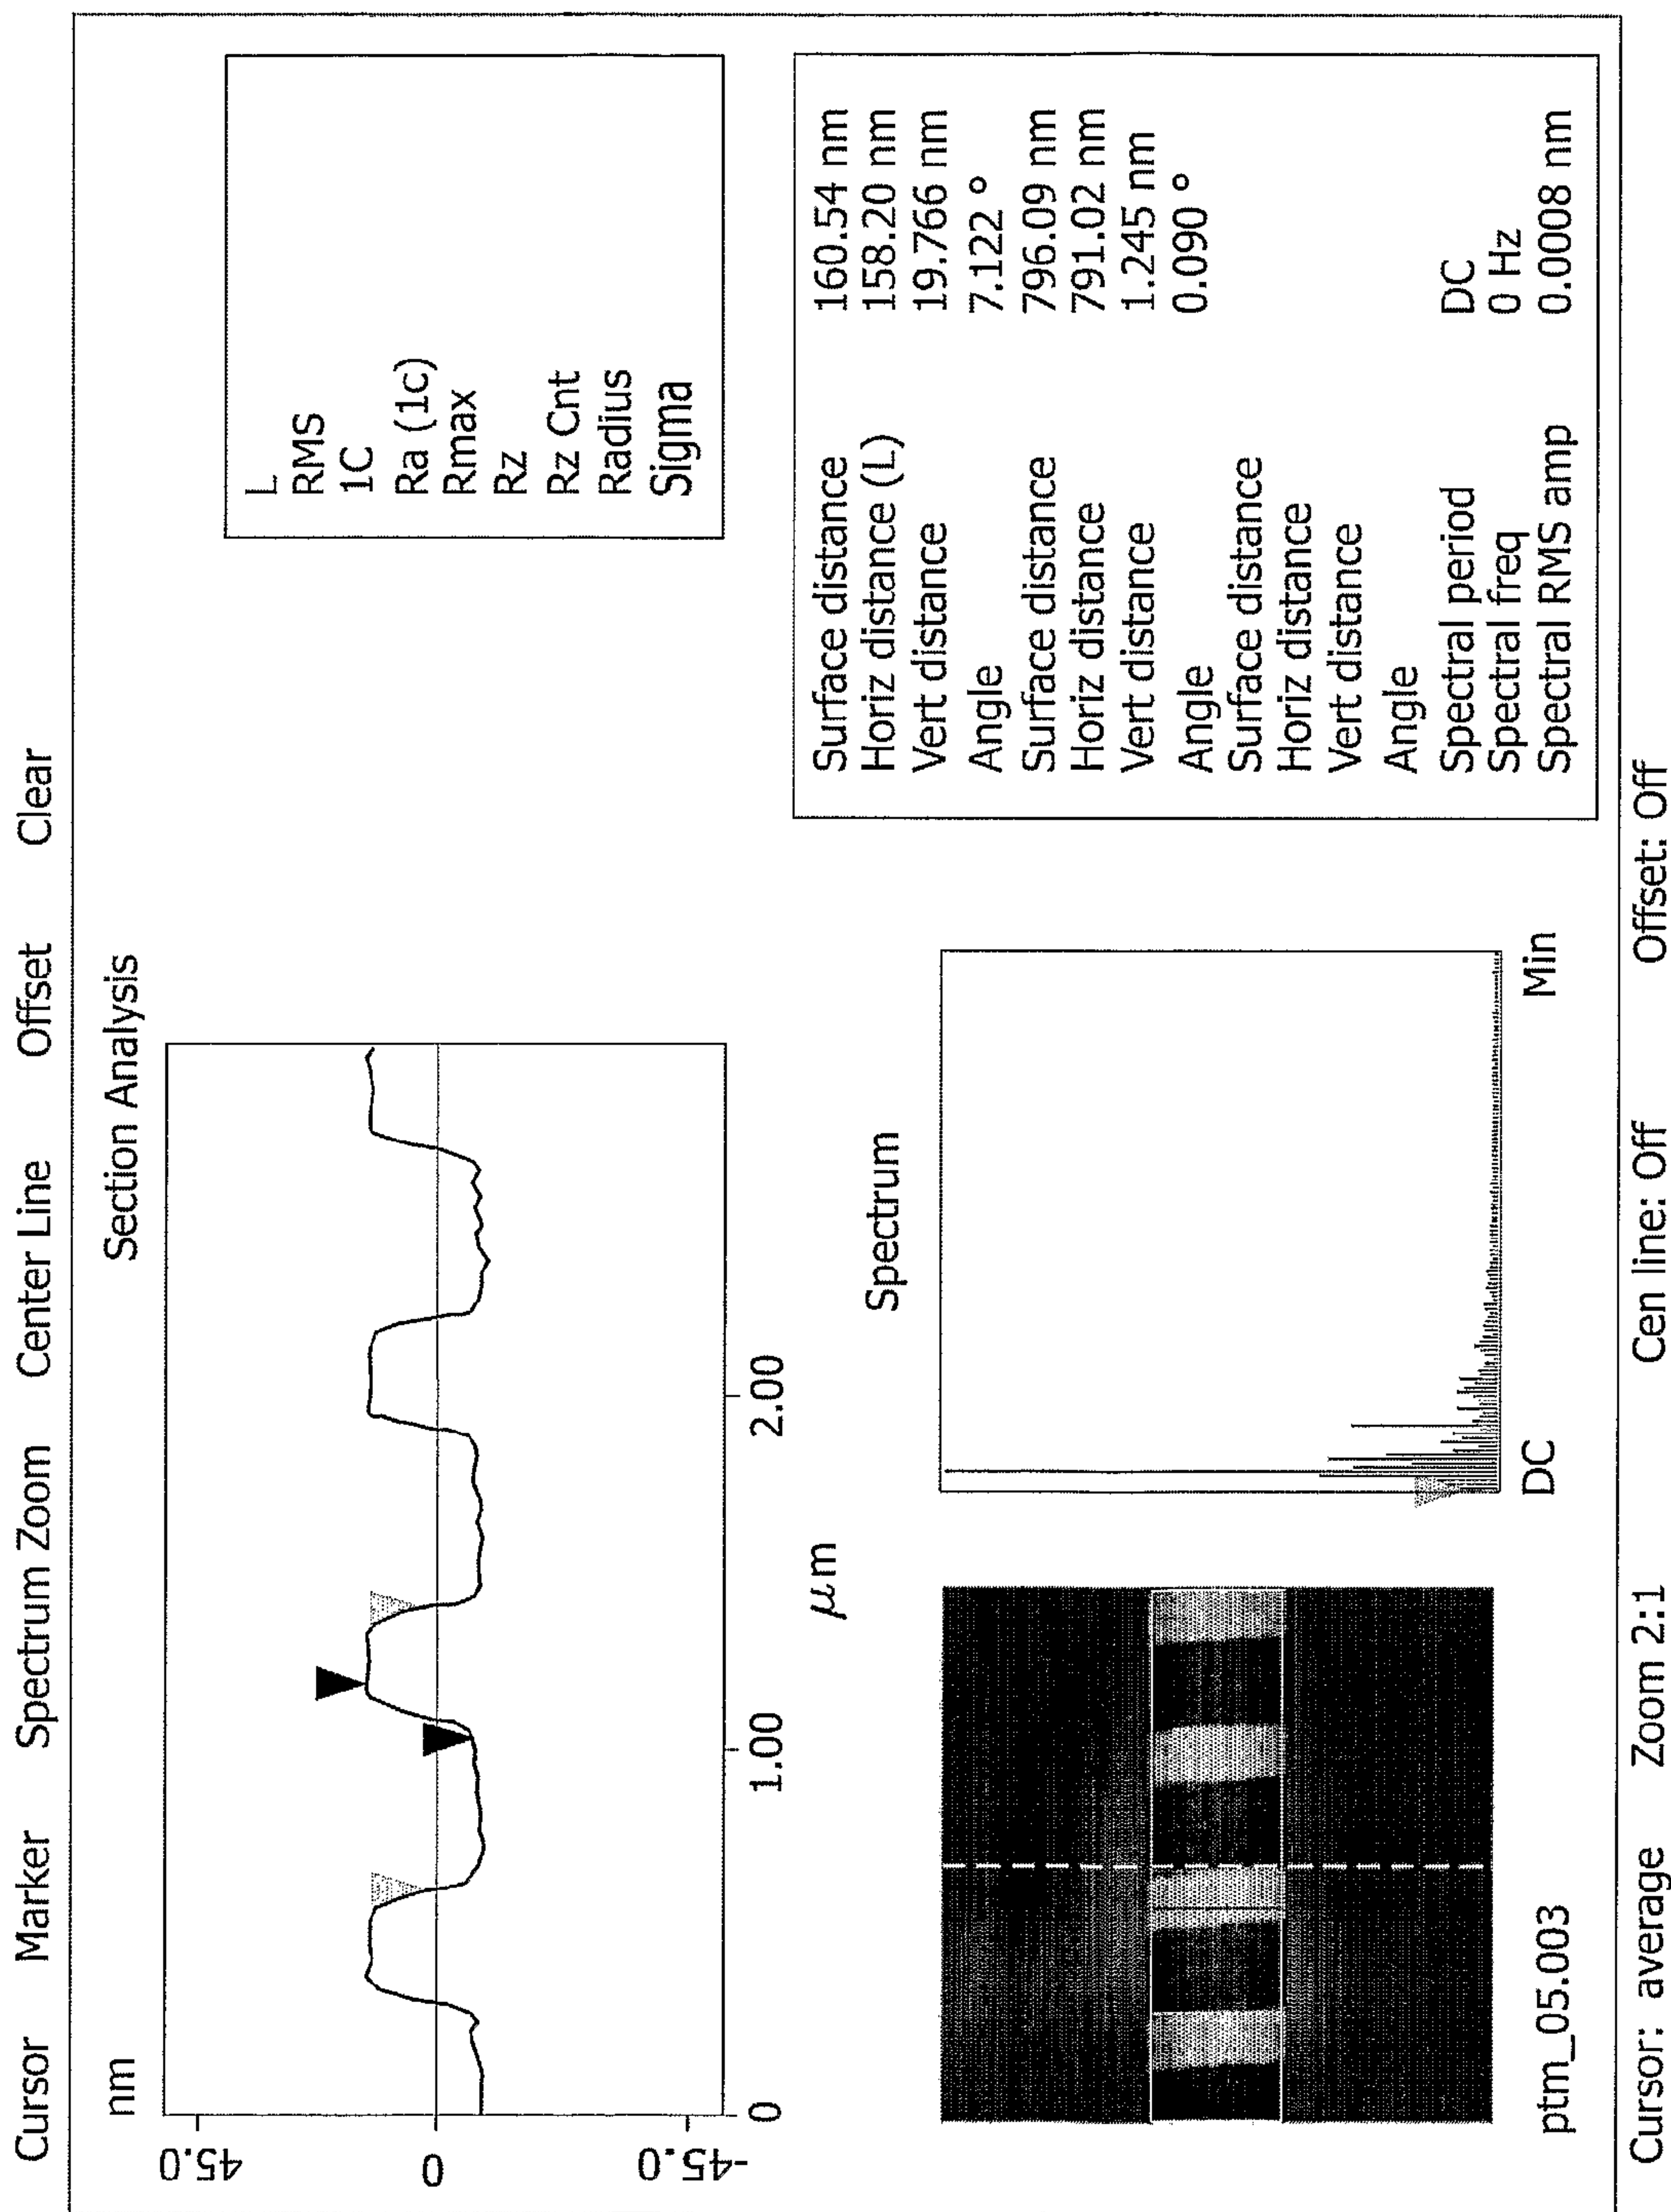 Cursor Marker Spectrum Zoom Center Line Offset Clear
Section Analysis
nm
45.0
0
-45.0
0 1.00 2.00
μm
L
RMS
1C
Ra (1c)
Rmax
Rz
Rz Cnt
Radius
Sigma
Spectrum
DC Min
ptm_05.003
Surface distance 160.54 nm
Horiz distance (L) 158.20 nm
Vert distance 19.766 nm
Angle 7.122 °
Surface distance 796.09 nm
Horiz distance 791.02 nm
Vert distance 1.245 nm
Angle 0.090 °
Surface distance
Horiz distance
Vert distance
Angle
Spectral period DC
Spectral freq 0 Hz
Spectral RMS amp 0.0008 nm
Cursor: average Zoom 2:1 Cen line: Off Offset: Off